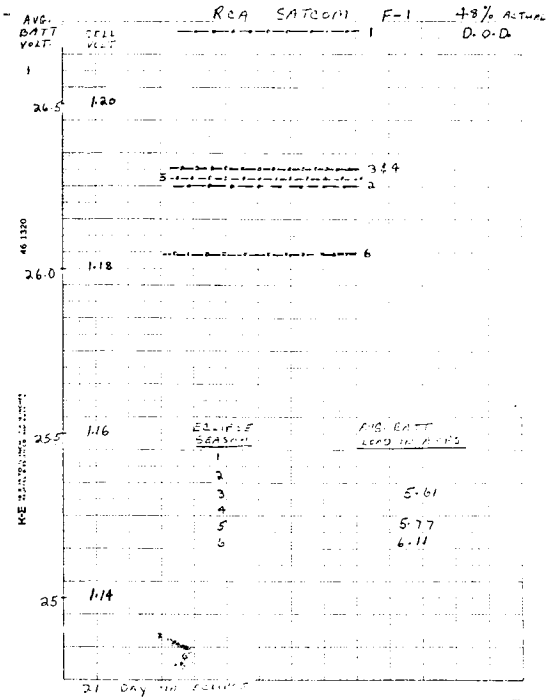 RCA SATCOM F-1
48% ACTUAL
D.O.D.
AVG.
BATT
VOLT.
CELL
VOLT
1
26.5
1.20
3 & 4
5
2
6
26.0
1.18
46 1320
25.5
1.16
K-E
ECLIPSE
SEASON
AVG. BATT
LOAD IN AMPS
1
2
3 5.61
4
5 5.77
6 6.11
25
1.14
21 DAY